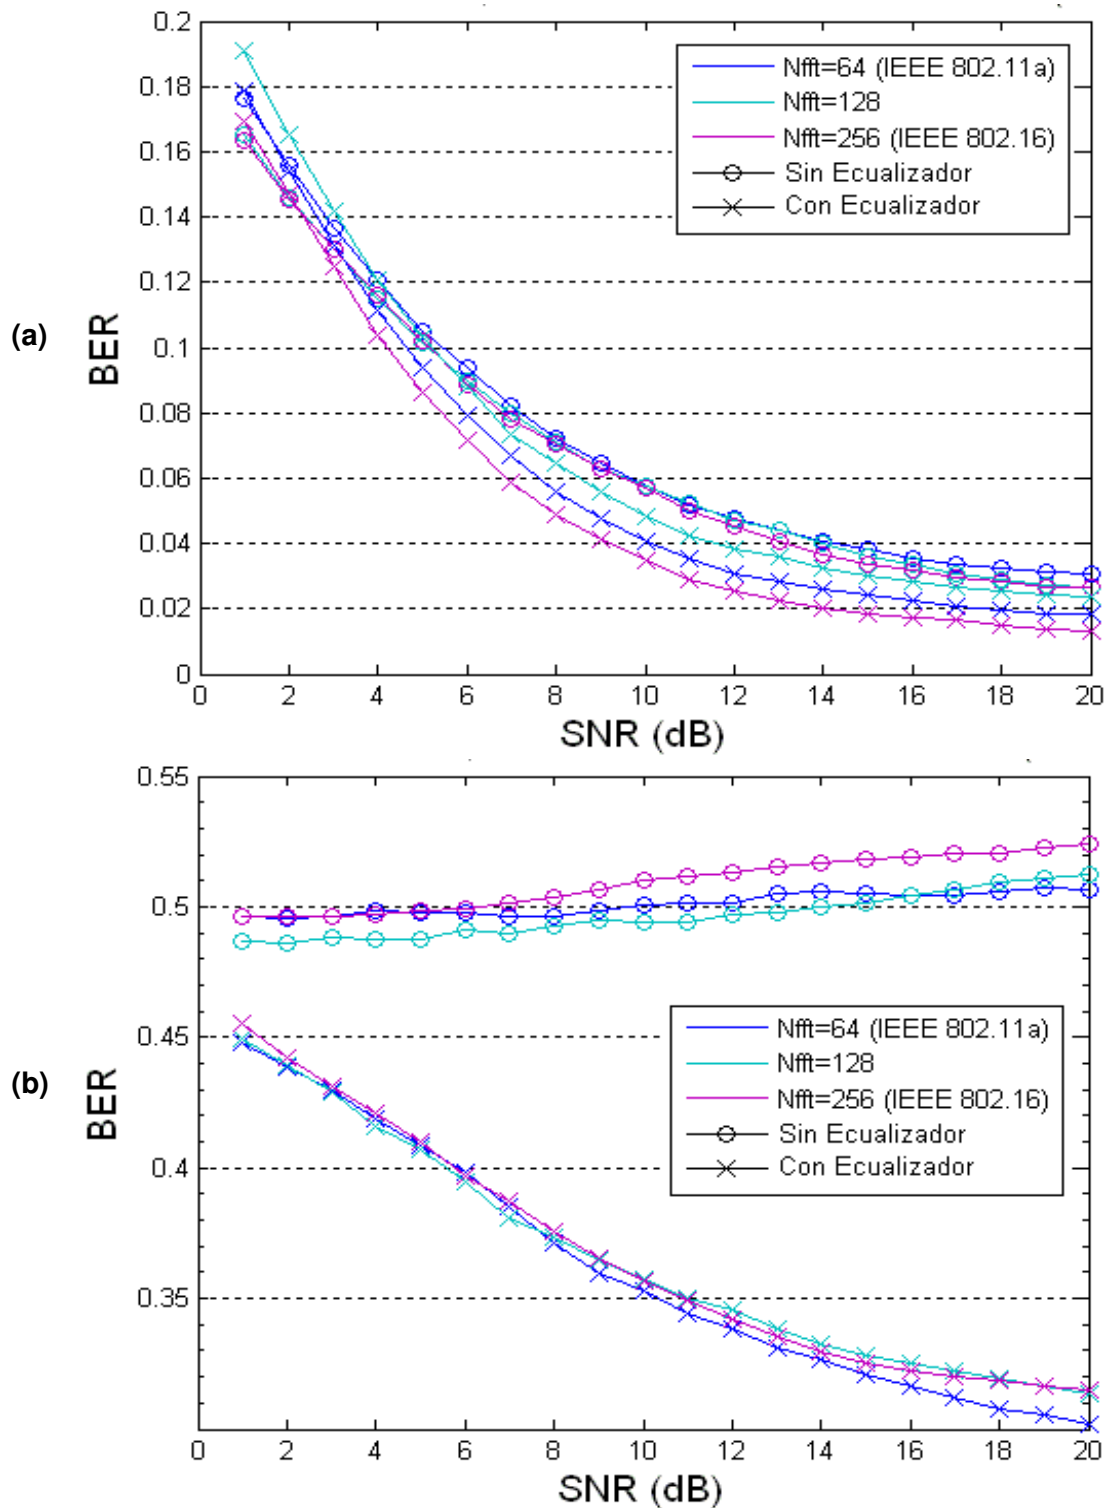 (a)
BER
0.2
0.18
0.16
0.14
0.12
0.1
0.08
0.06
0.04
0.02
0
Nfft=64 (IEEE 802.11a)
Nfft=128
Nfft=256 (IEEE 802.16)
Sin Ecualizador
Con Ecualizador
0 2 4 6 8 10 12 14 16 18 20
SNR (dB)
(b)
BER
0.55
0.5
0.45
0.4
0.35
Nfft=64 (IEEE 802.11a)
Nfft=128
Nfft=256 (IEEE 802.16)
Sin Ecualizador
Con Ecualizador
0 2 4 6 8 10 12 14 16 18 20
SNR (dB)